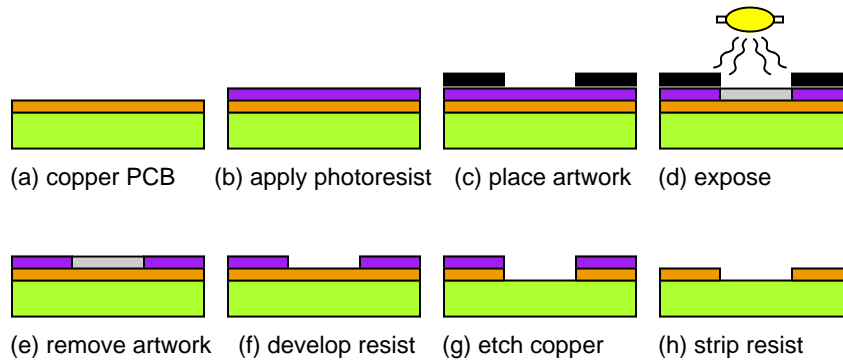 (a) copper PCB
(b) apply photoresist
(c) place artwork
(d) expose
(e) remove artwork
(f) develop resist
(g) etch copper
(h) strip resist